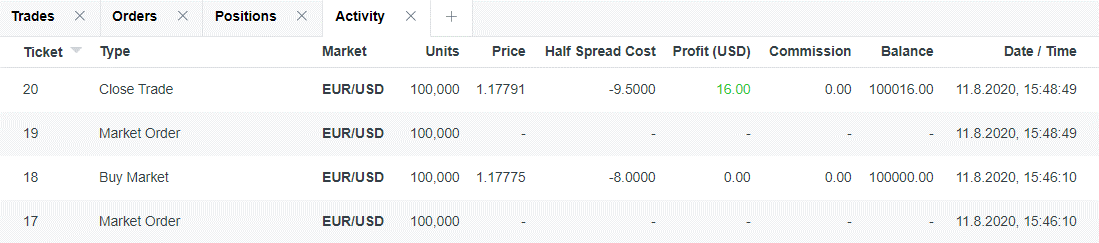 Trades × Orders × Positions × Activity × +
Ticket Type Market Units Price Half Spread Cost Profit (USD) Commission Balance Date / Time
20 Close Trade EUR/USD 100,000 1.17791 -9.5000 16.00 0.00 100016.00 11.8.2020, 15:48:49
19 Market Order EUR/USD 100,000 - - - - - 11.8.2020, 15:48:49
18 Buy Market EUR/USD 100,000 1.17775 -8.0000 0.00 0.00 100000.00 11.8.2020, 15:46:10
17 Market Order EUR/USD 100,000 - - - - - 11.8.2020, 15:46:10